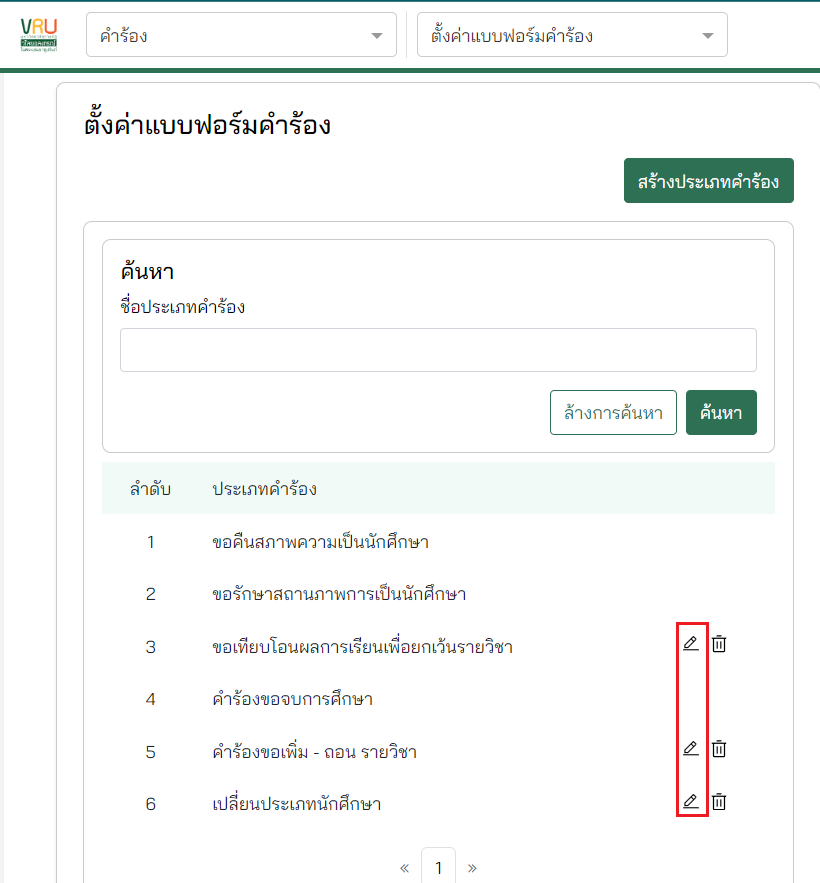 VRU
คำร้อง
ตั้งค่าแบบฟอร์มคำร้อง
ตั้งค่าแบบฟอร์มคำร้อง
สร้างประเภทคำร้อง
ค้นหา
ชื่อประเภทคำร้อง
ล้างการค้นหา
ค้นหา
ลำดับ ประเภทคำร้อง
1 ขอคืนสภาพความเป็นนักศึกษา
2 ขอรักษาสถานภาพการเป็นนักศึกษา
3 ขอเทียบโอนผลการเรียนเพื่อยกเว้นรายวิชา
4 คำร้องขอจบการศึกษา
5 คำร้องขอเพิ่ม - ถอน รายวิชา
6 เปลี่ยนประเภทนักศึกษา
« 1 »